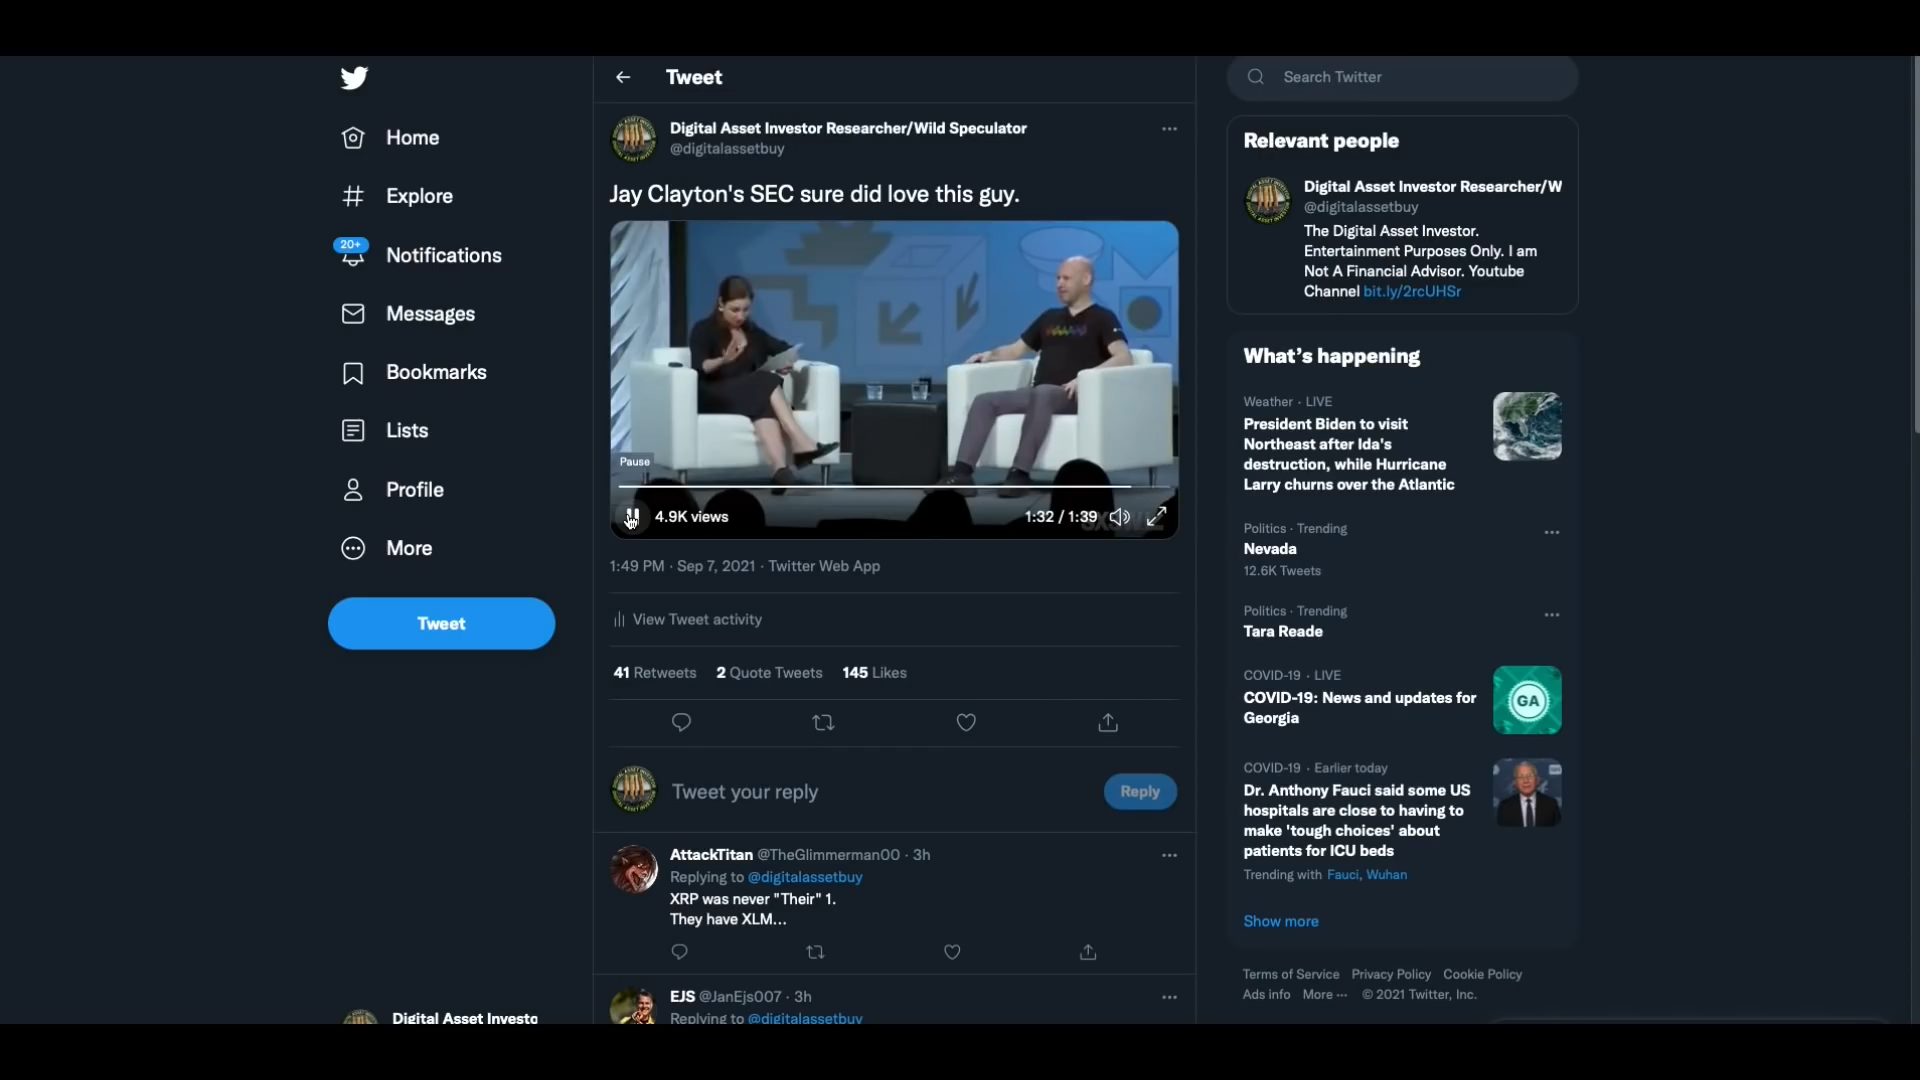 Home
Explore
20+
Notifications
Messages
Bookmarks
Lists
Profile
More
Tweet
Digital Asset Investo
Tweet
Digital Asset Investor Researcher/Wild Speculator
@digitalassetbuy
Jay Clayton's SEC sure did love this guy.
Pause
4.9K views
1:32 / 1:39
1:49 PM · Sep 7, 2021 · Twitter Web App
View Tweet activity
41 Retweets 2 Quote Tweets 145 Likes
Tweet your reply
Reply
AttackTitan @TheGlimmerman00 · 3h
Replying to @digitalassetbuy
XRP was never "Their" 1.
They have XLM...
EJS @JanEjs007 · 3h
Replying to @digitalassetbuy
Search Twitter
Relevant people
Digital Asset Investor Researcher/W
@digitalassetbuy
The Digital Asset Investor.
Entertainment Purposes Only. I am
Not A Financial Advisor. Youtube
Channel bit.ly/2rcUHSr
What's happening
Weather · LIVE
President Biden to visit
Northeast after Ida's
destruction, while Hurricane
Larry churns over the Atlantic
Politics · Trending
Nevada
12.6K Tweets
Politics · Trending
Tara Reade
COVID-19 · LIVE
COVID-19: News and updates for
Georgia
GA
COVID-19 · Earlier today
Dr. Anthony Fauci said some US
hospitals are close to having to
make 'tough choices' about
patients for ICU beds
Trending with Fauci, Wuhan
Show more
Terms of Service Privacy Policy Cookie Policy
Ads info More ··· © 2021 Twitter, Inc.